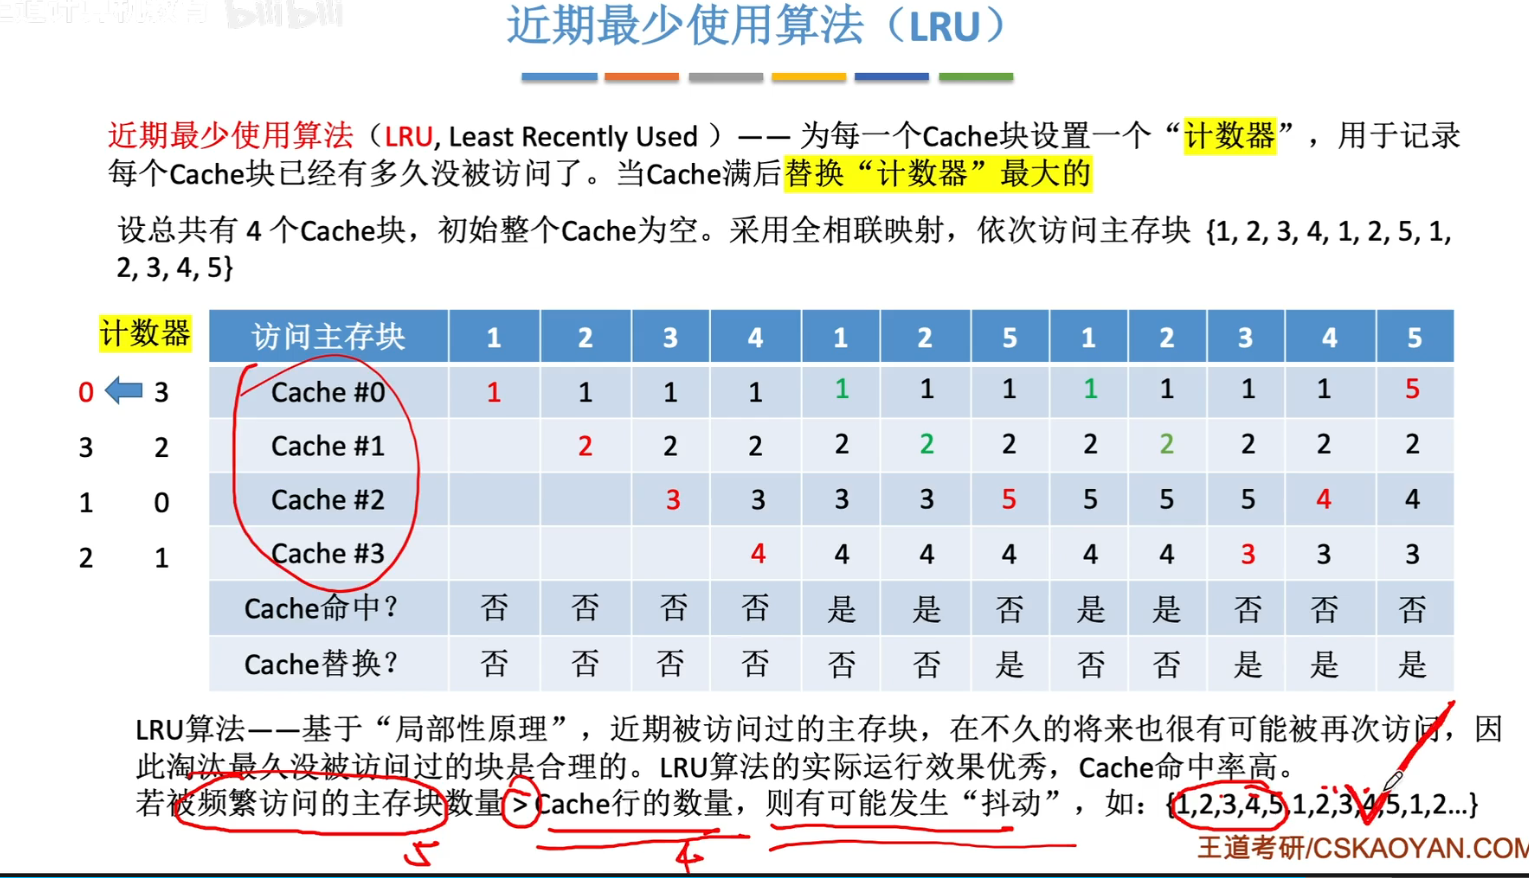 王道计算机教育 bilibili
近期最少使用算法（LRU）
近期最少使用算法（LRU, Least Recently Used ）—— 为每一个Cache块设置一个“计数器”，用于记录
每个Cache块已经有多久没被访问了。当Cache满后替换“计数器”最大的
设总共有 4 个Cache块，初始整个Cache为空。采用全相联映射，依次访问主存块 {1, 2, 3, 4, 1, 2, 5, 1,
2, 3, 4, 5}
计数器 访问主存块 1 2 3 4 1 2 5 1 2 3 4 5
0 3 Cache #0 1 1 1 1 1 1 1 1 1 1 1 5
3 2 Cache #1 2 2 2 2 2 2 2 2 2 2 2
1 0 Cache #2 3 3 3 3 5 5 5 5 4 4
2 1 Cache #3 4 4 4 4 4 4 3 3 3
Cache命中？ 否 否 否 否 是 是 否 是 是 否 否 否
Cache替换？ 否 否 否 否 否 否 是 否 否 是 是 是
LRU算法——基于“局部性原理”，近期被访问过的主存块，在不久的将来也很有可能被再次访问，因
此淘汰最久没被访问过的块是合理的。LRU算法的实际运行效果优秀，Cache命中率高。
若被频繁访问的主存块数量 > Cache行的数量，则有可能发生“抖动”，如：{1,2,3,4,5,1,2,3,4,5,1,2...}
5 4
王道考研/CSKAOYAN.COM